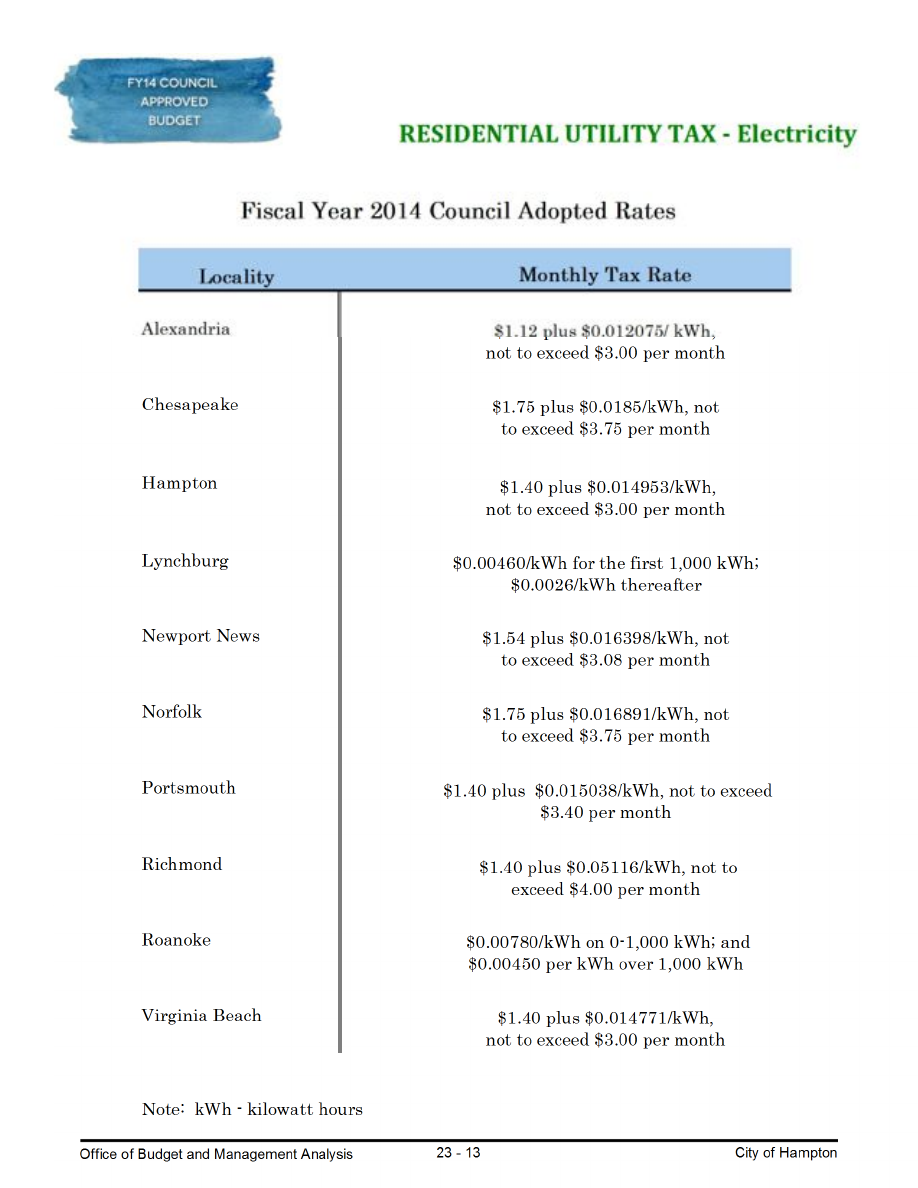 FY14 COUNCIL
APPROVED
BUDGET
RESIDENTIAL UTILITY TAX - Electricity
Fiscal Year 2014 Council Adopted Rates
Locality Monthly Tax Rate
Alexandria $1.12 plus $0.012075/ kWh,
not to exceed $3.00 per month
Chesapeake $1.75 plus $0.0185/kWh, not
to exceed $3.75 per month
Hampton $1.40 plus $0.014953/kWh,
not to exceed $3.00 per month
Lynchburg $0.00460/kWh for the first 1,000 kWh;
$0.0026/kWh thereafter
Newport News $1.54 plus $0.016398/kWh, not
to exceed $3.08 per month
Norfolk $1.75 plus $0.016891/kWh, not
to exceed $3.75 per month
Portsmouth $1.40 plus  $0.015038/kWh, not to exceed
$3.40 per month
Richmond $1.40 plus $0.05116/kWh, not to
exceed $4.00 per month
Roanoke $0.00780/kWh on 0-1,000 kWh; and
$0.00450 per kWh over 1,000 kWh
Virginia Beach $1.40 plus $0.014771/kWh,
not to exceed $3.00 per month
Note:  kWh - kilowatt hours
Office of Budget and Management Analysis 23 - 13 City of Hampton